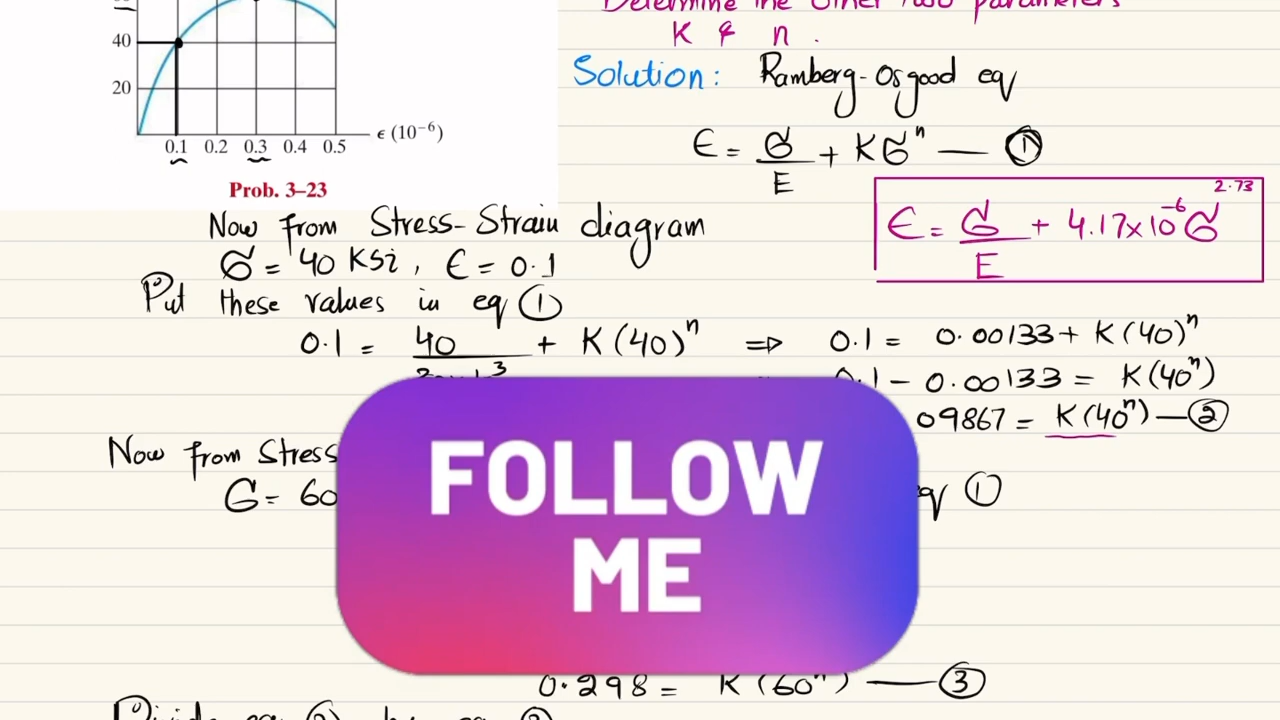 K & n .
40
20
ϵ (10⁻⁶)
0.1 0.2 0.3 0.4 0.5
Prob. 3–23
Solution: Ramberg-Osgood eq
ϵ = σ/E + Kσⁿ — ①
ϵ = σ/E + 4.17×10⁻⁶ σ^2.73
Now from Stress-Strain diagram
σ = 40 Ksi , ϵ = 0.1
Put these values in eq ①
0.1 = 40 + K(40)ⁿ ⇒ 0.1 = 0.00133 + K(40)ⁿ
0.1 - 0.00133 = K(40ⁿ)
09867 = K(40ⁿ) — ②
Now from Stress
σ = 60
eq ①
FOLLOW
ME
0.298 = K(60ⁿ) — ③